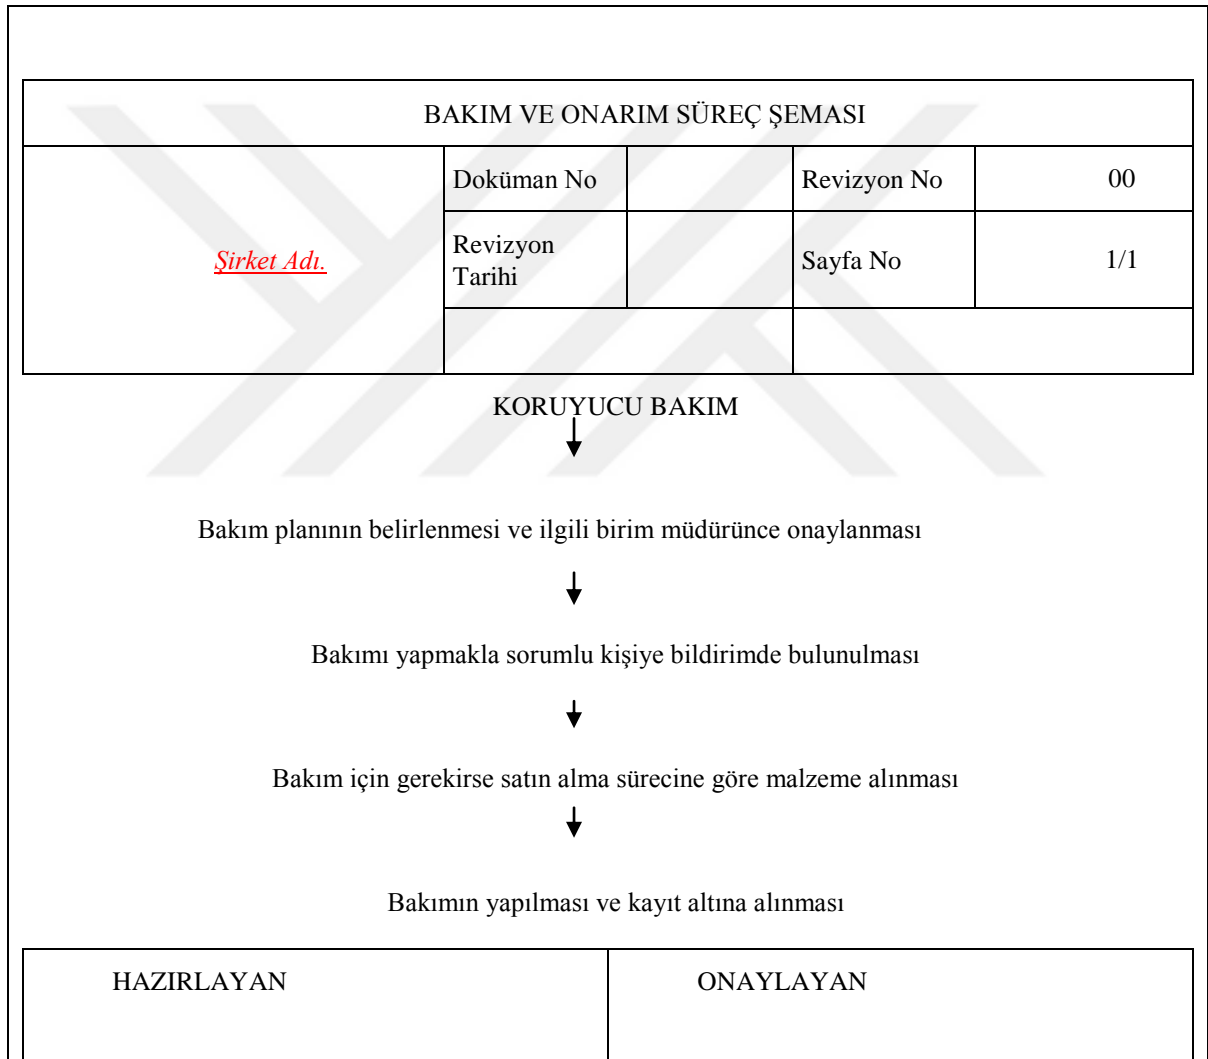 BAKIM VE ONARIM SÜREÇ ŞEMASI
Doküman No
Revizyon No
00
Şirket Adı.
Revizyon
Tarihi
Sayfa No
1/1
KORUYUCU BAKIM
Bakım planının belirlenmesi ve ilgili birim müdürünce onaylanması
Bakımı yapmakla sorumlu kişiye bildirimde bulunulması
Bakım için gerekirse satın alma sürecine göre malzeme alınması
Bakımın yapılması ve kayıt altına alınması
HAZIRLAYAN
ONAYLAYAN